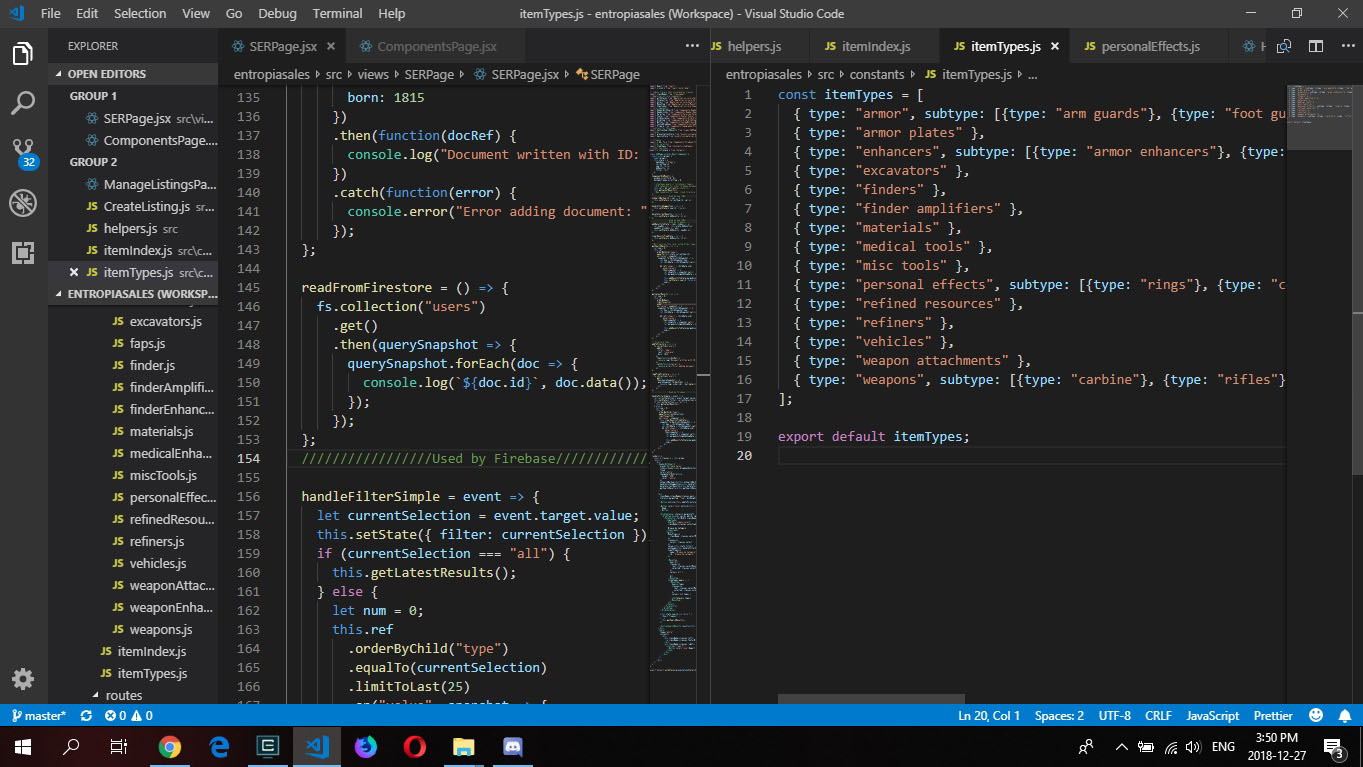 File Edit Selection View Go Debug Terminal Help
itemTypes.js - entropiasales (Workspace) - Visual Studio Code
EXPLORER
OPEN EDITORS
GROUP 1
SERPage.jsx src\vi...
ComponentsPage....
GROUP 2
ManageListingsPa...
CreateListing.js sr...
helpers.js src
itemIndex.js src\c...
itemTypes.js src\c...
ENTROPIASALES (WORKSP...
excavators.js
faps.js
finder.js
finderAmplifi...
finderEnhanc...
materials.js
medicalEnha...
miscTools.js
personalEffec...
refinedResou...
refiners.js
vehicles.js
weaponAttac...
weaponEnha...
weapons.js
itemIndex.js
itemTypes.js
routes
32
SERPage.jsx
ComponentsPage.jsx
entropiasales src views SERPage SERPage.jsx SERPage
135 born: 1815
136 })
137 .then(function(docRef) {
138 console.log("Document written with ID:
139 })
140 .catch(function(error) {
141 console.error("Error adding document: "
142 });
143 };
144
145 readFromFirestore = () => {
146 fs.collection("users")
147 .get()
148 .then(querySnapshot => {
149 querySnapshot.forEach(doc => {
150 console.log(`${doc.id}`, doc.data());
151 });
152 });
153 };
154 /////////////////Used by Firebase////////////
155
156 handleFilterSimple = event => {
157 let currentSelection = event.target.value;
158 this.setState({ filter: currentSelection })
159 if (currentSelection === "all") {
160 this.getLatestResults();
161 } else {
162 let num = 0;
163 this.ref
164 .orderByChild("type")
165 .equalTo(currentSelection)
166 .limitToLast(25)
JS helpers.js
JS itemIndex.js
JS itemTypes.js
JS personalEffects.js
entropiasales src constants JS itemTypes.js ...
1 const itemTypes = [
2 { type: "armor", subtype: [{type: "arm guards"}, {type: "foot gu
3 { type: "armor plates" },
4 { type: "enhancers", subtype: [{type: "armor enhancers"}, {type:
5 { type: "excavators" },
6 { type: "finders" },
7 { type: "finder amplifiers" },
8 { type: "materials" },
9 { type: "medical tools" },
10 { type: "misc tools" },
11 { type: "personal effects", subtype: [{type: "rings"}, {type: "c
12 { type: "refined resources" },
13 { type: "refiners" },
14 { type: "vehicles" },
15 { type: "weapon attachments" },
16 { type: "weapons", subtype: [{type: "carbine"}, {type: "rifles"}
17 ];
18
19 export default itemTypes;
20
master* 0 0
Ln 20, Col 1 Spaces: 2 UTF-8 CRLF JavaScript Prettier
ENG
3:50 PM
2018-12-27
3